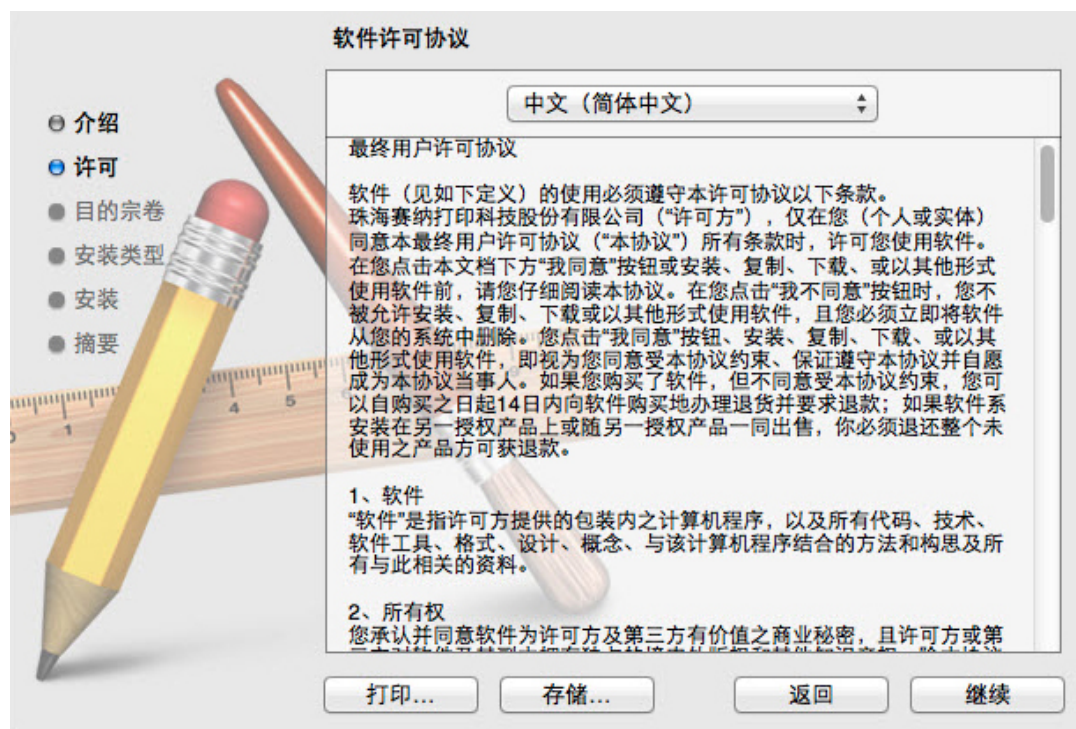 软件许可协议
中文（简体中文）
介绍
许可
目的宗卷
安装类型
安装
摘要
最终用户许可协议
软件（见如下定义）的使用必须遵守本许可协议以下条款。
珠海赛纳打印科技股份有限公司（“许可方”），仅在您（个人或实体）
同意本最终用户许可协议（“本协议”）所有条款时，许可您使用软件。
在您点击本文档下方“我同意”按钮或安装、复制、下载、或以其他形式
使用软件前，请您仔细阅读本协议。在您点击“我不同意”按钮时，您不
被允许安装、复制、下载或以其他形式使用软件，且您必须立即将软件
从您的系统中删除。您点击“我同意”按钮、安装、复制、下载、或以其
他形式使用软件，即视为您同意受本协议约束、保证遵守本协议并自愿
成为本协议当事人。如果您购买了软件，但不同意受本协议约束，您可
以自购买之日起14日内向软件购买地办理退货并要求退款；如果软件系
安装在另一授权产品上或随另一授权产品一同出售，你必须退还整个未
使用之产品方可获退款。
1、软件
“软件”是指许可方提供的包装内之计算机程序，以及所有代码、技术、
软件工具、格式、设计、概念、与该计算机程序结合的方法和构思及所
有与此相关的资料。
2、所有权
您承认并同意软件为许可方及第三方有价值之商业秘密，且许可方或第
1
4
5
打印...
存储...
返回
继续